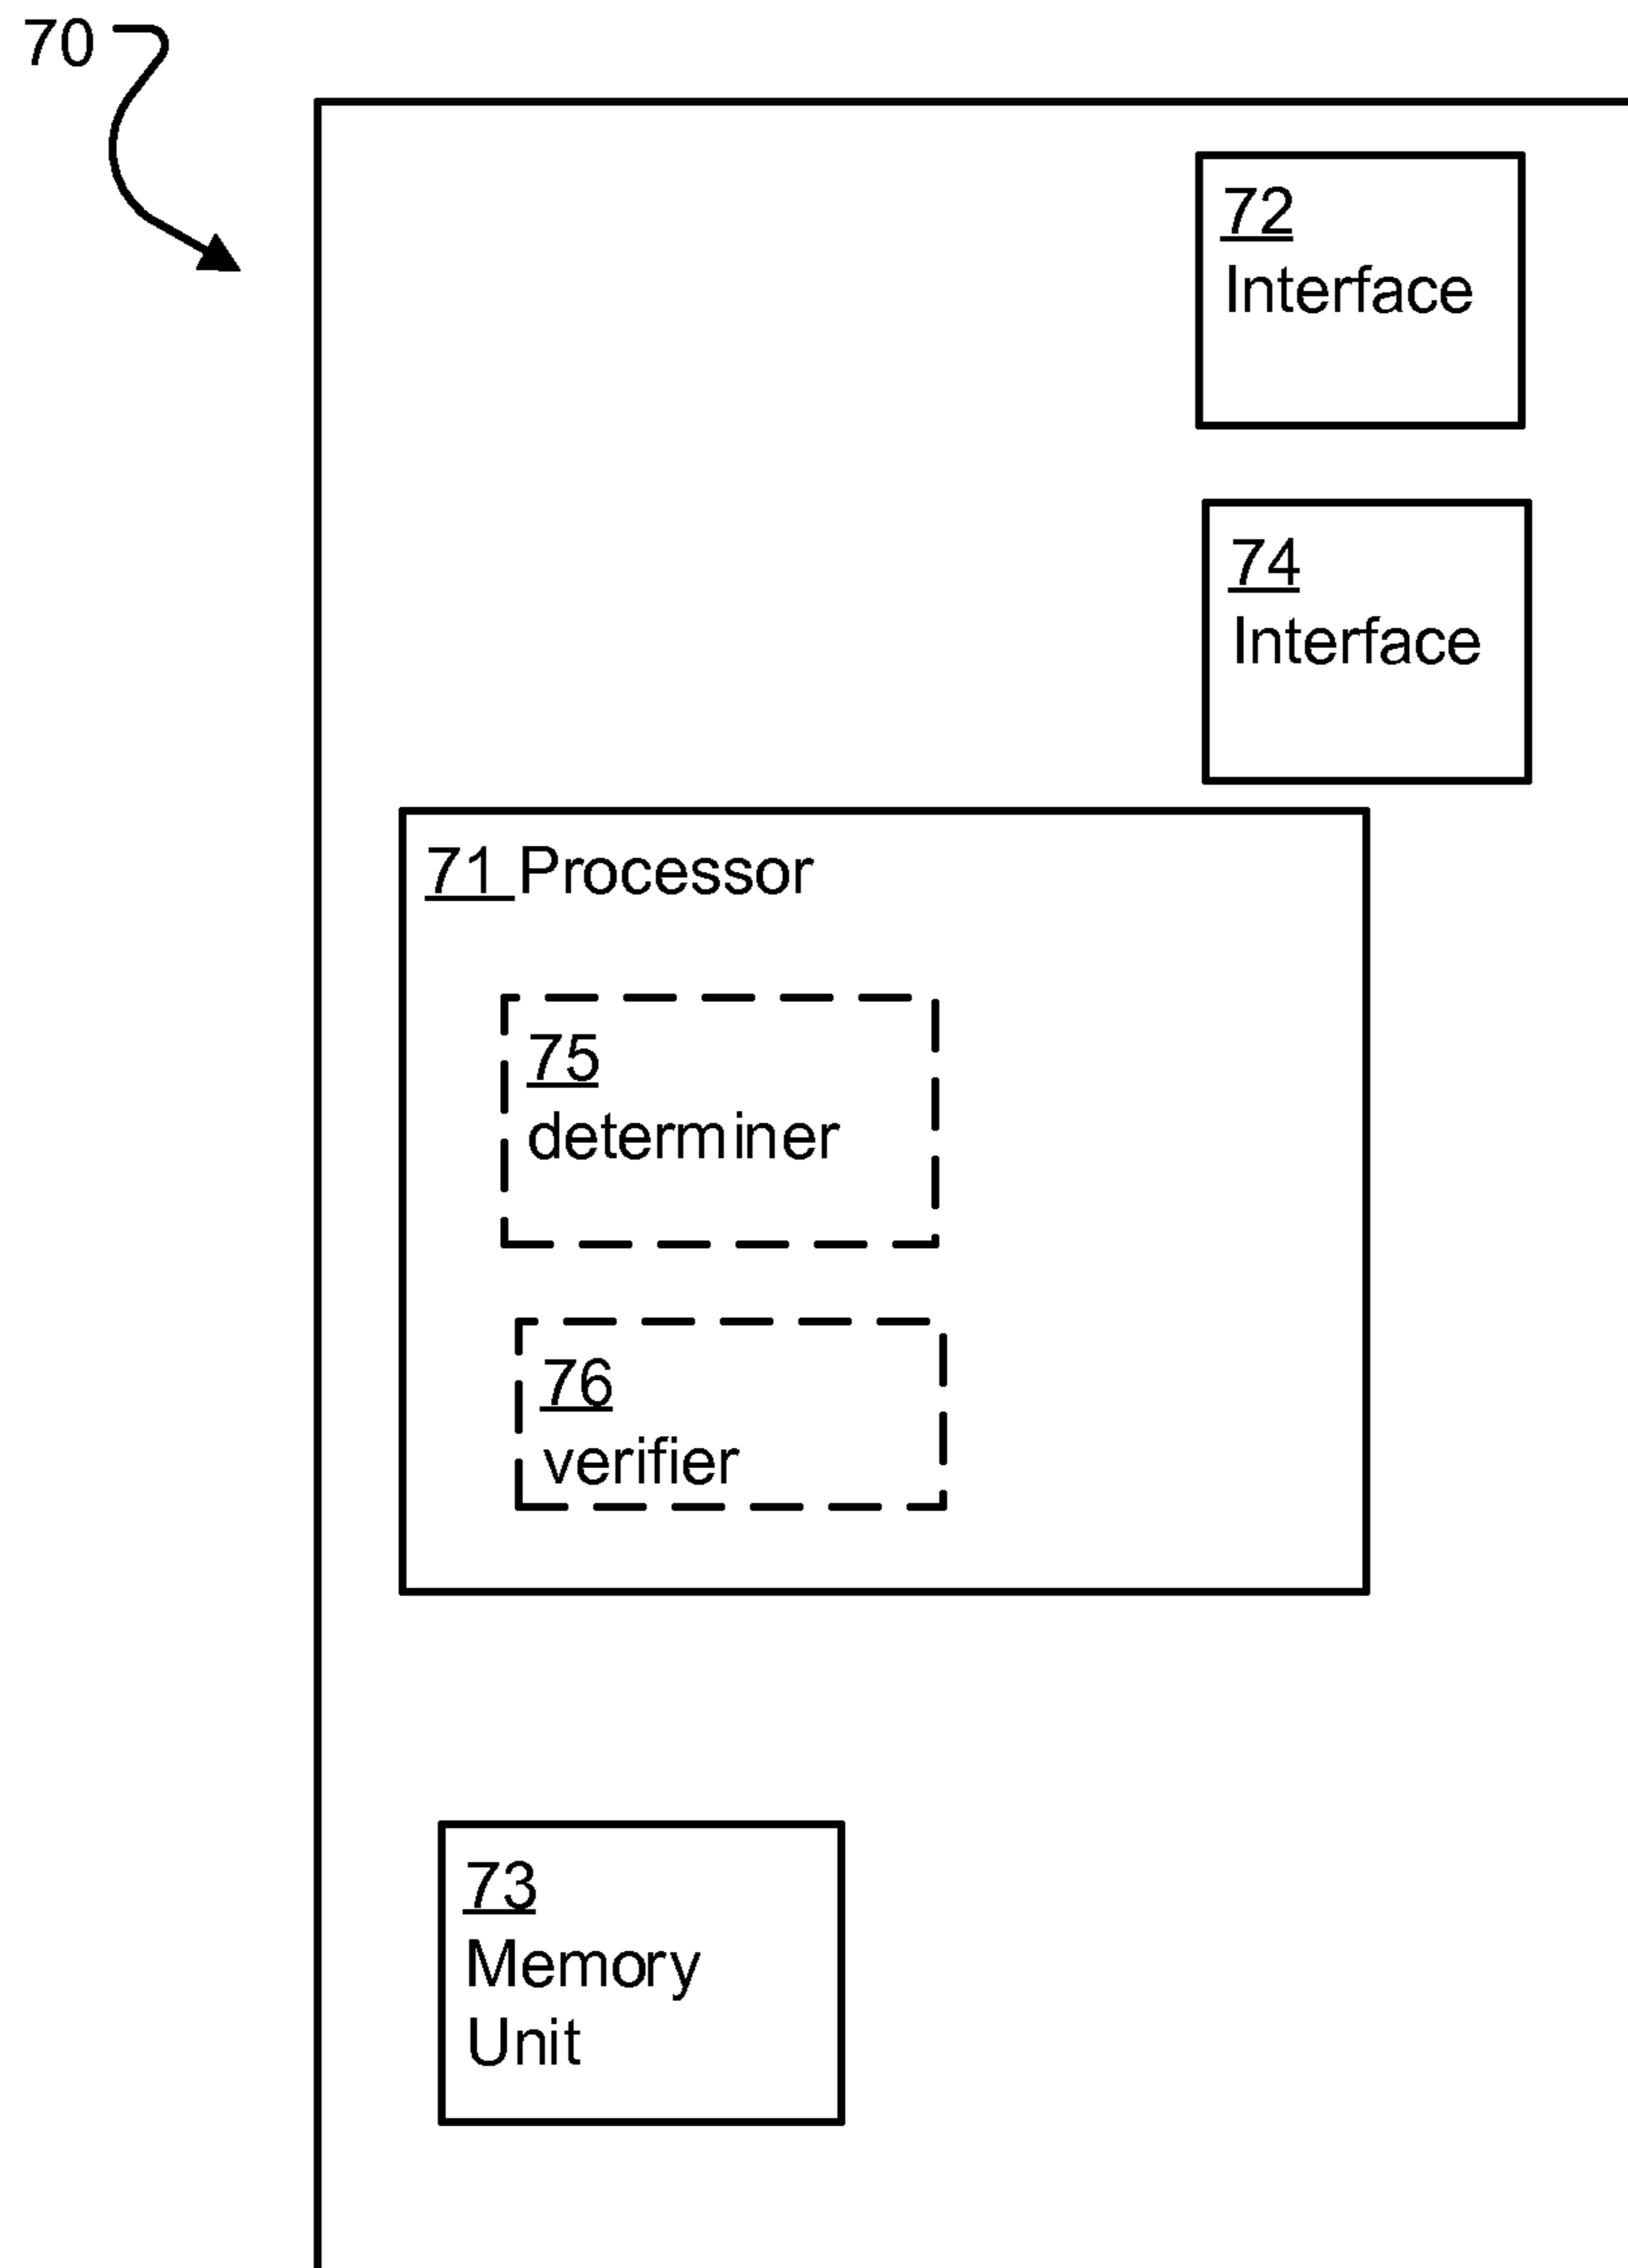 70
72
Interface
74
Interface
71 Processor
75
determiner
76
verifier
73
Memory
Unit